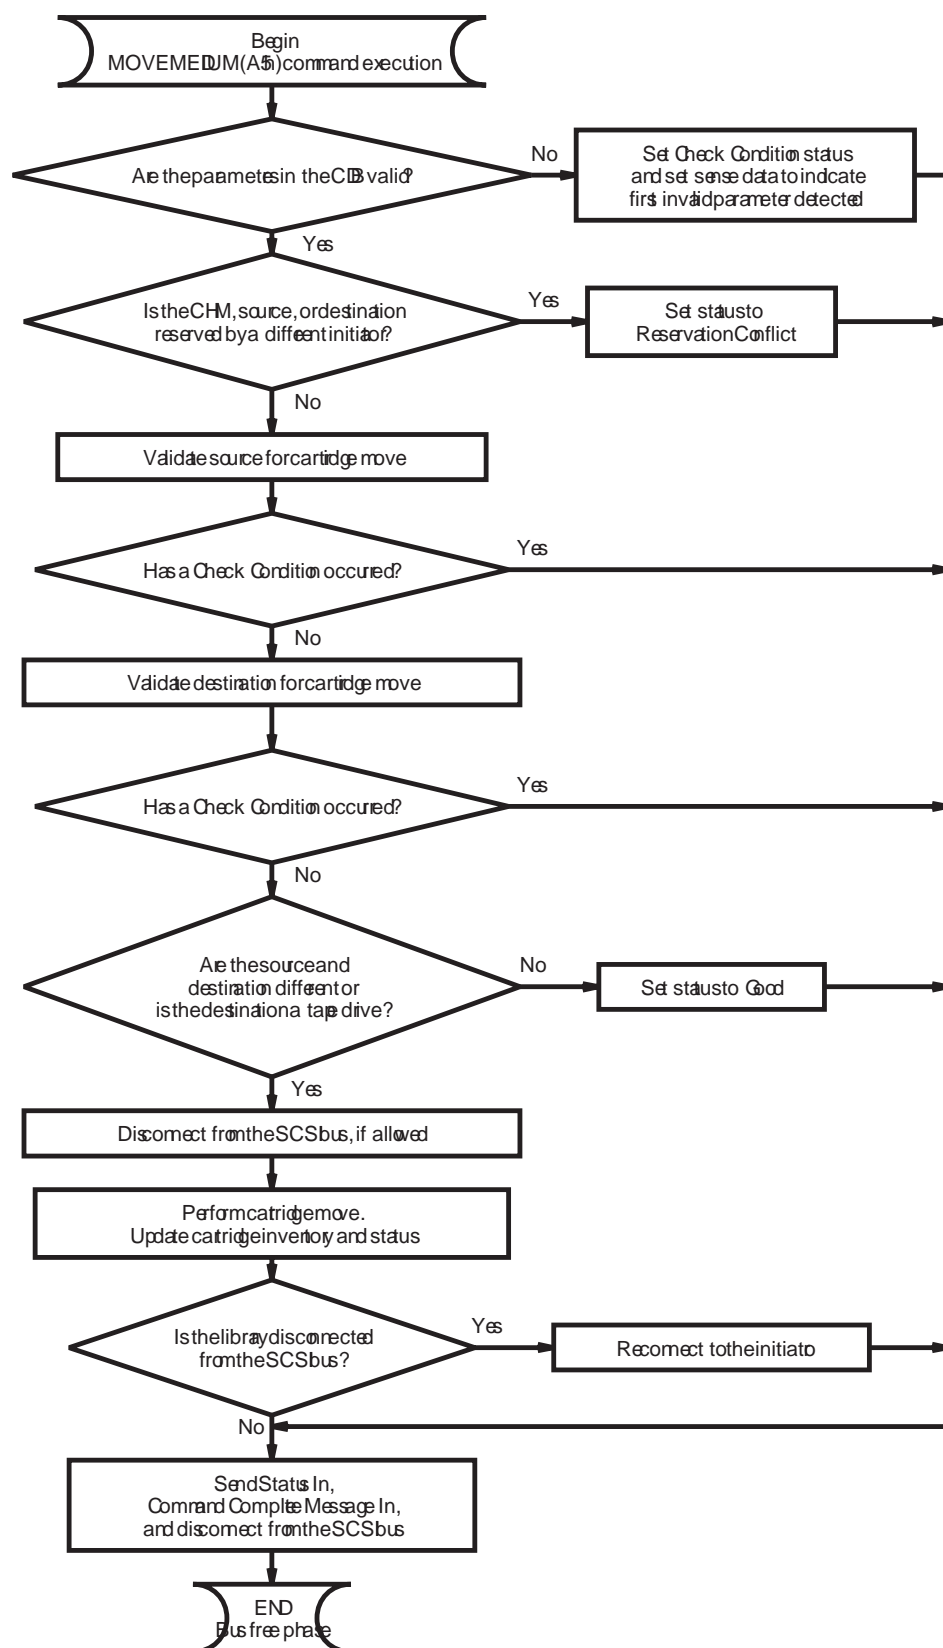 Begin
MOVE MEDIUM (A5h) command execution
Are the parameters in the CDB valid?
No
Set Check Condition status
and set sense data to indicate
first invalid parameter detected
Yes
Is the CHM, source, or destination
reserved by a different initiator?
Yes
Set status to
Reservation Conflict
No
Validate source for cartridge move
Has a Check Condition occurred?
Yes
No
Validate destination for cartridge move
Has a Check Condition occurred?
Yes
No
Are the source and
destination different or
is the destination a tape drive?
No
Set status to Good
Yes
Disconnect from the SCSI bus, if allowed
Perform cartridge move.
Update cartridge inventory and status
Is the library disconnected
from the SCSI bus?
Yes
Reconnect to the initiator
No
Send Status In,
Command Complete Message In,
and disconnect from the SCSI bus
END
Bus free phase